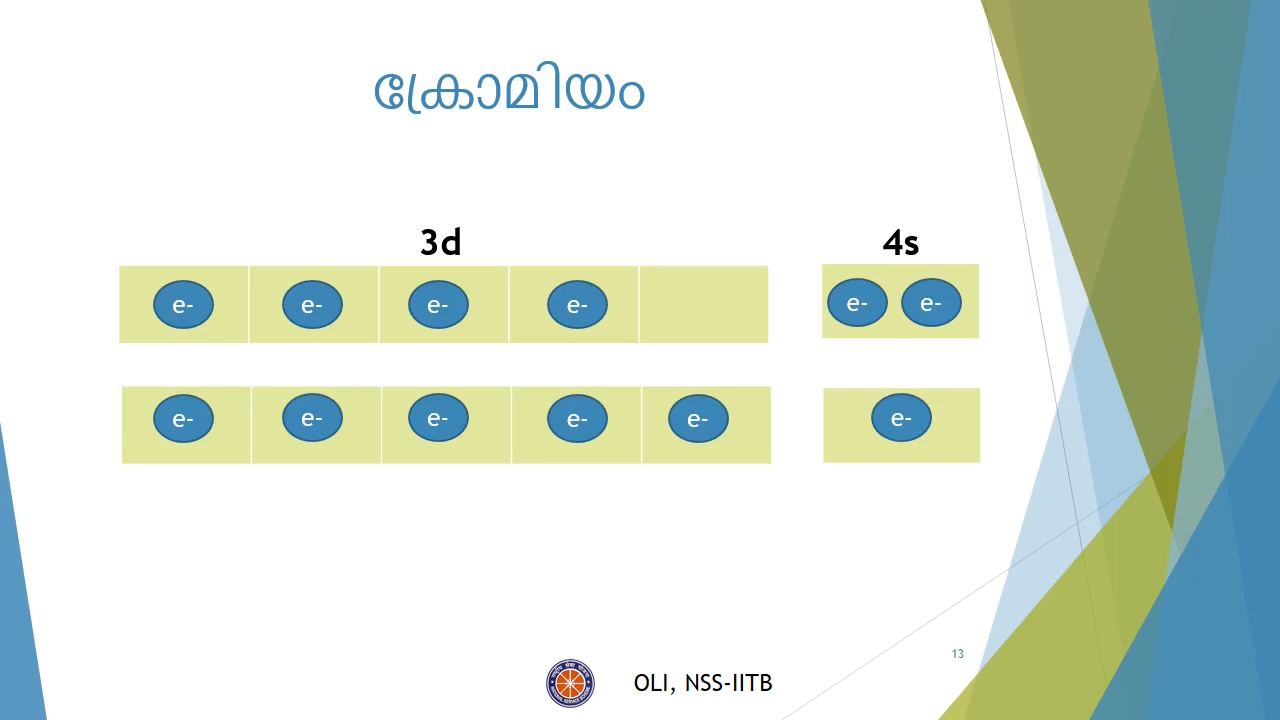 ക്രോമിയം
3d 4s
e- e- e- e- e- e-
e- e- e- e- e- e-
13
OLI, NSS-IITB